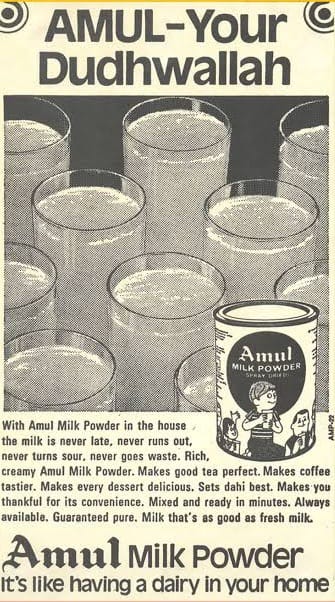 AMUL-Your
Dudhwallah
Amul
MILK POWDER
SPRAY DRIED
AMP-22
With Amul Milk Powder in the house
the milk is never late, never runs out,
never turns sour, never goes waste. Rich,
creamy Amul Milk Powder. Makes good tea perfect. Makes coffee
tastier. Makes every dessert delicious. Sets dahi best. Makes you
thankful for its convenience. Mixed and ready in minutes. Always
available. Guaranteed pure. Milk that's as good as fresh milk.
Amul Milk Powder
It's like having a dairy in your home